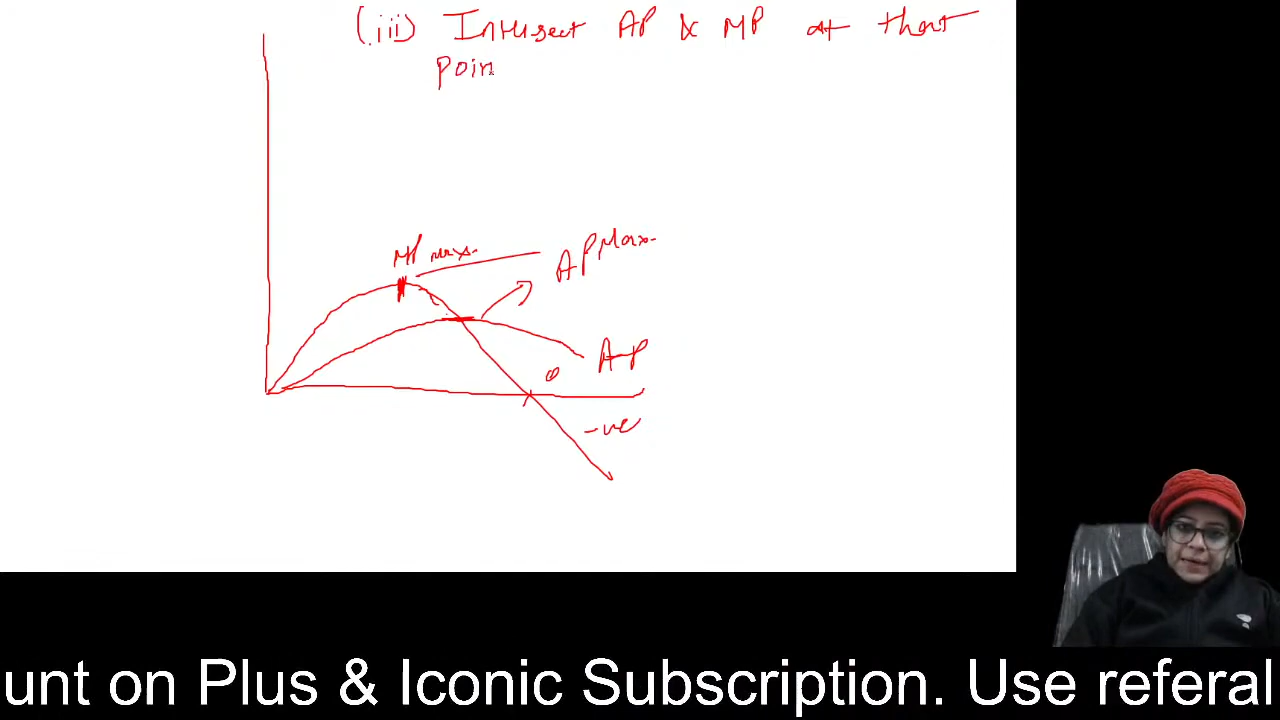 (iii) Intersect AP & MP at that
poin
MP max.
AP Max.
AP
0
-ve
unt on Plus & Iconic Subscription. Use referal